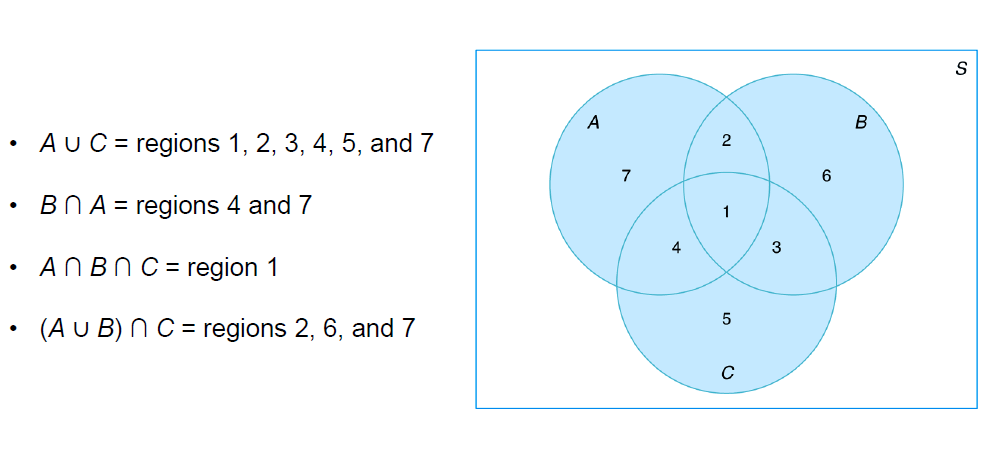 • A ∪ C = regions 1, 2, 3, 4, 5, and 7
• B ∩ A = regions 4 and 7
• A ∩ B ∩ C = region 1
• (A ∪ B) ∩ C = regions 2, 6, and 7
S
A
B
2
7
6
1
4
3
5
C